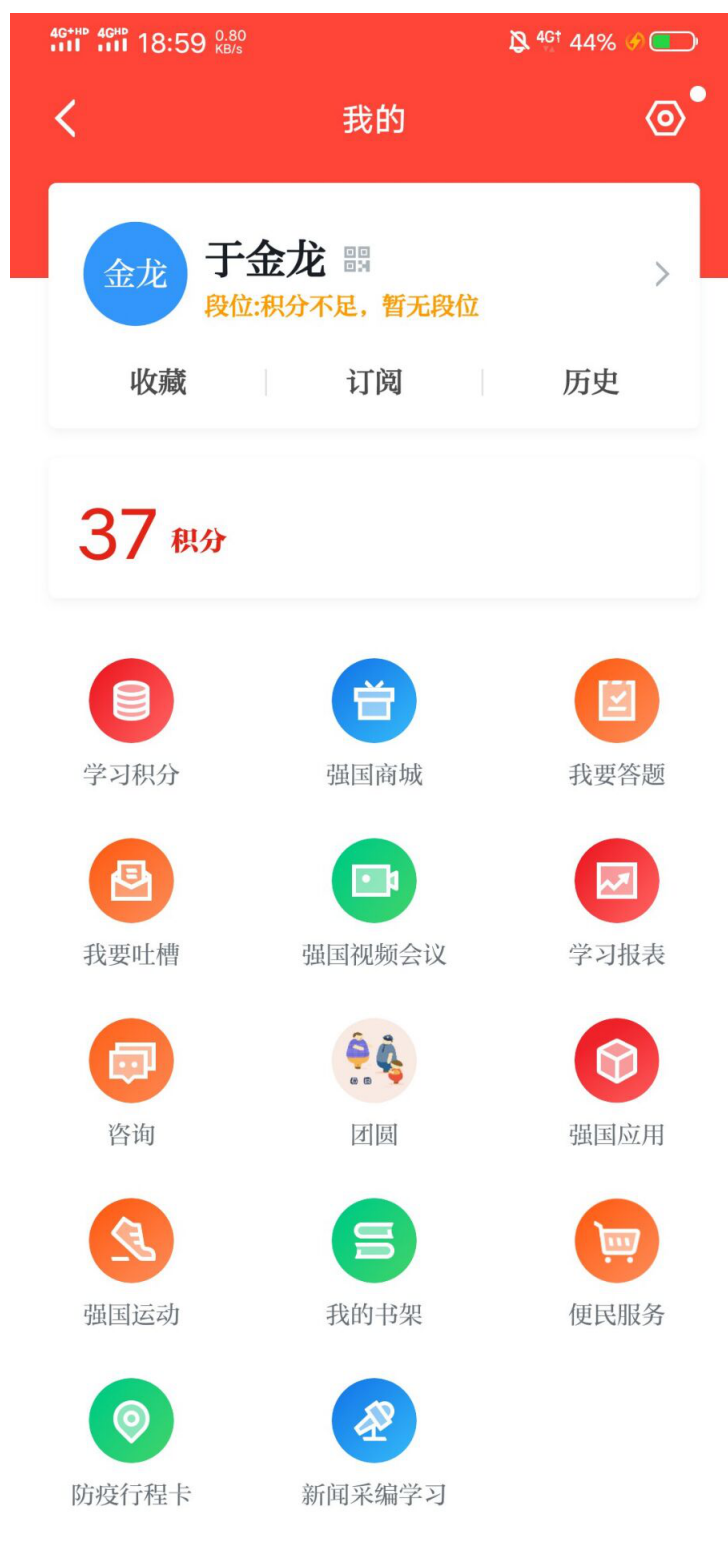 4G+HD 4GHD 18:59 0.80 KB/s 4G↑ 44%
我的
金龙 于金龙
段位:积分不足，暂无段位
收藏 订阅 历史
37 积分
学习积分 强国商城 我要答题
我要吐槽 强国视频会议 学习报表
咨询 团圆 强国应用
强国运动 我的书架 便民服务
防疫行程卡 新闻采编学习